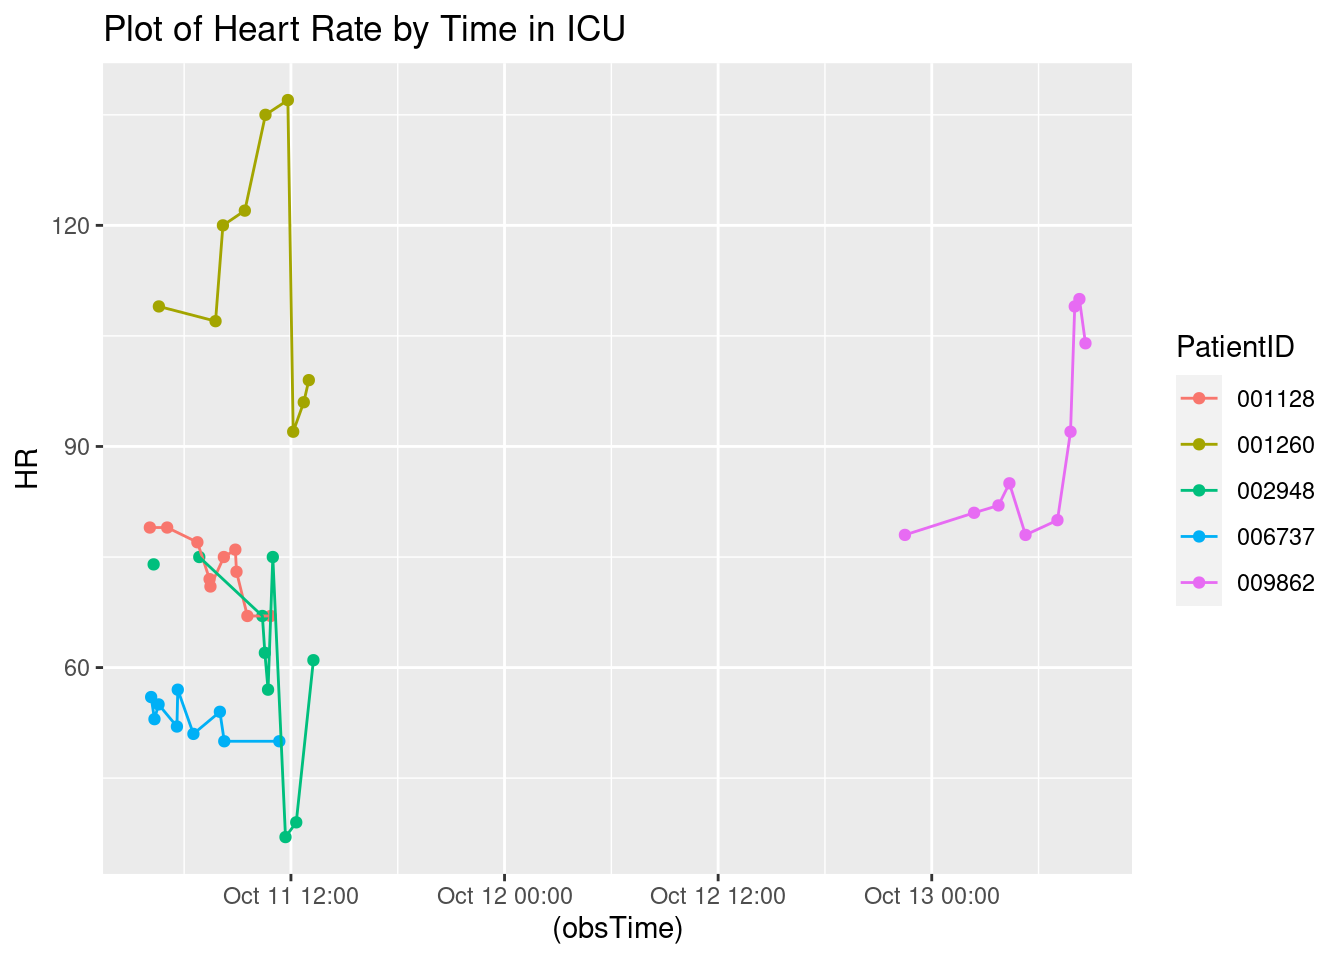 Plot of Heart Rate by Time in ICU
120
90
60
HR
Oct 11 12:00
Oct 12 00:00
Oct 12 12:00
Oct 13 00:00
(obsTime)
PatientID
001128
001260
002948
006737
009862